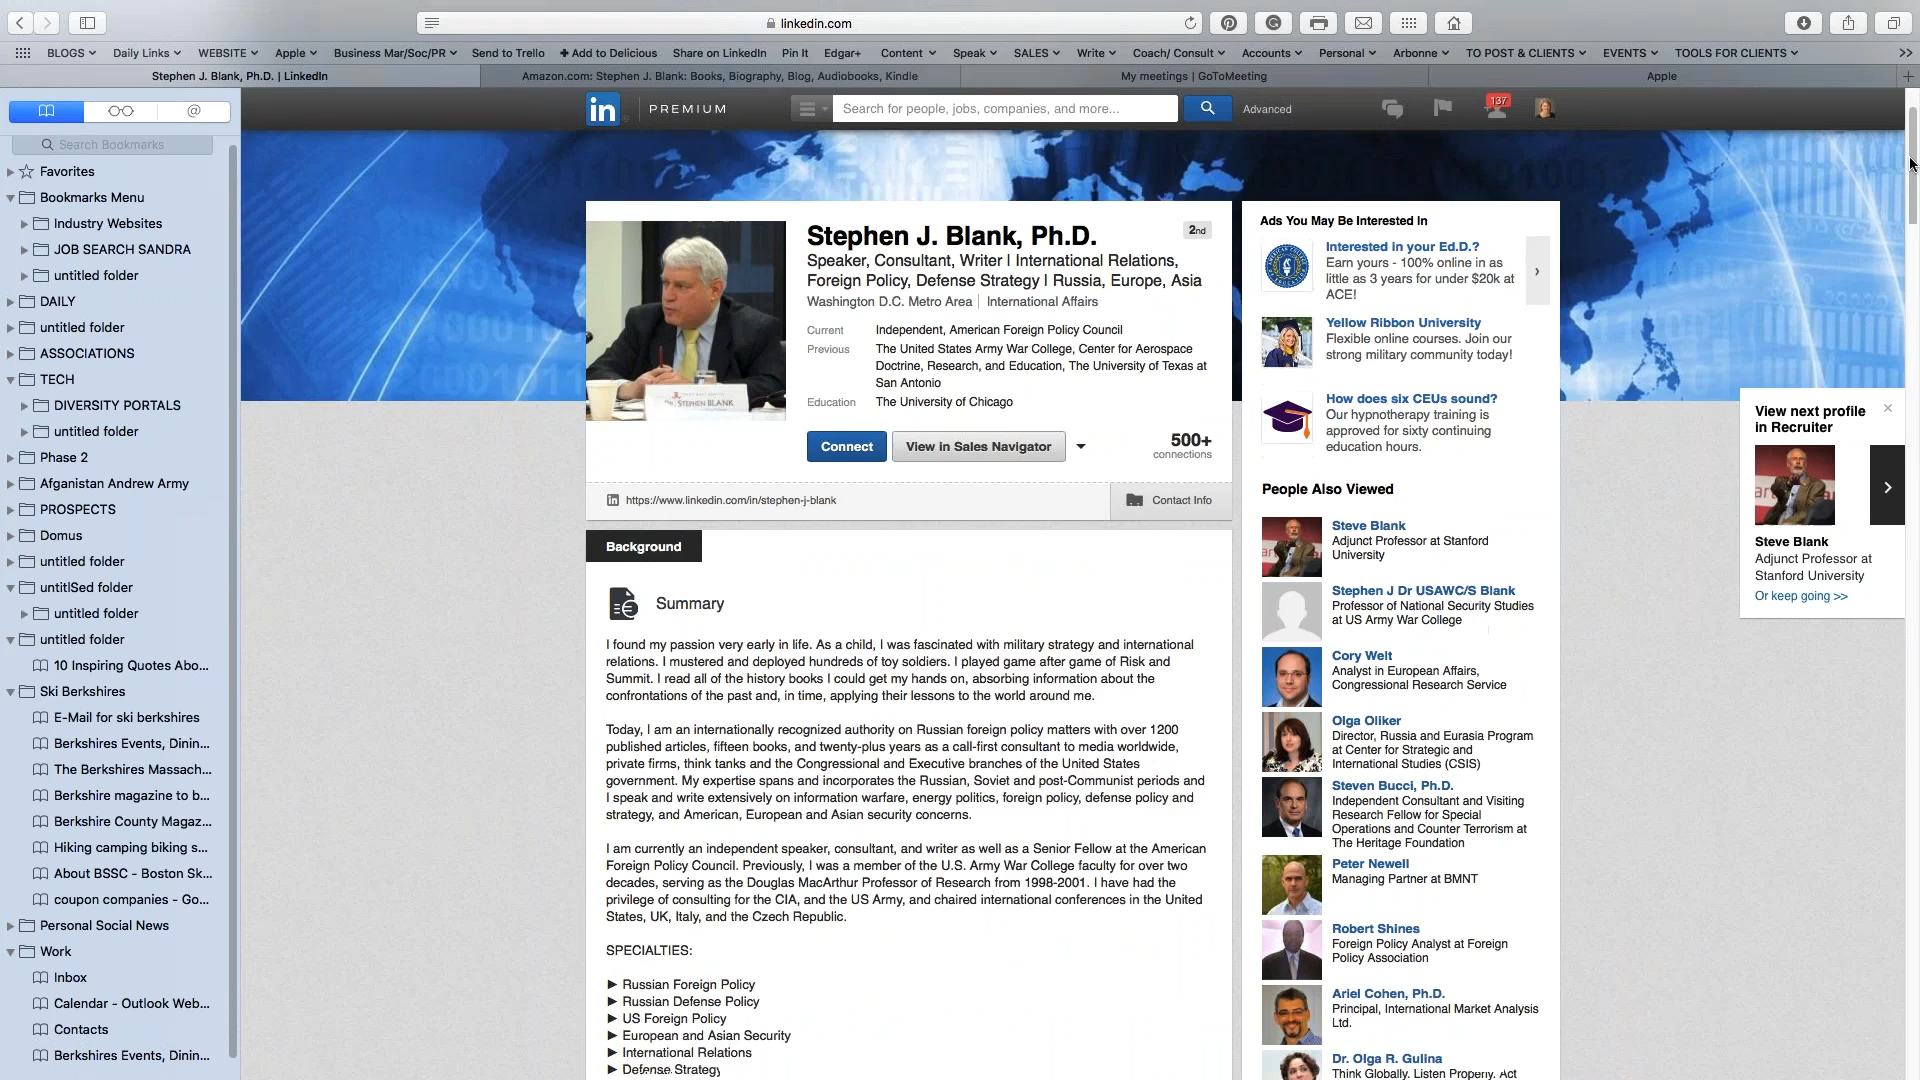 linkedin.com
BLOGS
Daily Links
WEBSITE
Apple
Business Mar/Soc/PR
Send to Trello
+ Add to Delicious
Share on LinkedIn
Pin It
Edgar+
Content
Speak
SALES
Write
Coach/ Consult
Accounts
Personal
Arbonne
TO POST & CLIENTS
EVENTS
TOOLS FOR CLIENTS
Stephen J. Blank, Ph.D. | LinkedIn
Amazon.com: Stephen J. Blank: Books, Biography, Blog, Audiobooks, Kindle
My meetings | GoToMeeting
Apple
@
Search Bookmarks
Favorites
Bookmarks Menu
Industry Websites
JOB SEARCH SANDRA
untitled folder
DAILY
untitled folder
ASSOCIATIONS
TECH
DIVERSITY PORTALS
untitled folder
Phase 2
Afganistan Andrew Army
PROSPECTS
Domus
untitled folder
untitlSed folder
untitled folder
untitled folder
10 Inspiring Quotes Abo...
Ski Berkshires
E-Mail for ski berkshires
Berkshires Events, Dinin...
The Berkshires Massach...
Berkshire magazine to b...
Berkshire County Magaz...
Hiking camping biking s...
About BSSC - Boston Sk...
coupon companies - Go...
Personal Social News
Work
Inbox
Calendar - Outlook Web...
Contacts
Berkshires Events, Dinin...
in PREMIUM
Search for people, jobs, companies, and more...
Advanced
137
Stephen J. Blank, Ph.D.
2nd
Speaker, Consultant, Writer | International Relations,
Foreign Policy, Defense Strategy | Russia, Europe, Asia
Washington D.C. Metro Area | International Affairs
Current Independent, American Foreign Policy Council
Previous The United States Army War College, Center for Aerospace
Doctrine, Research, and Education, The University of Texas at
San Antonio
Education The University of Chicago
DR. STEPHEN BLANK
Connect
View in Sales Navigator
500+
connections
https://www.linkedin.com/in/stephen-j-blank
Contact Info
Background
Summary
I found my passion very early in life. As a child, I was fascinated with military strategy and international
relations. I mustered and deployed hundreds of toy soldiers. I played game after game of Risk and
Summit. I read all of the history books I could get my hands on, absorbing information about the
confrontations of the past and, in time, applying their lessons to the world around me.
Today, I am an internationally recognized authority on Russian foreign policy matters with over 1200
published articles, fifteen books, and twenty-plus years as a call-first consultant to media worldwide,
private firms, think tanks and the Congressional and Executive branches of the United States
government. My expertise spans and incorporates the Russian, Soviet and post-Communist periods and
I speak and write extensively on information warfare, energy politics, foreign policy, defense policy and
strategy, and American, European and Asian security concerns.
I am currently an independent speaker, consultant, and writer as well as a Senior Fellow at the American
Foreign Policy Council. Previously, I was a member of the U.S. Army War College faculty for over two
decades, serving as the Douglas MacArthur Professor of Research from 1998-2001. I have had the
privilege of consulting for the CIA, and the US Army, and chaired international conferences in the United
States, UK, Italy, and the Czech Republic.
SPECIALTIES:
► Russian Foreign Policy
► Russian Defense Policy
► US Foreign Policy
► European and Asian Security
► International Relations
► Defense Strategy
Ads You May Be Interested In
Interested in your Ed.D.?
Earn yours - 100% online in as
little as 3 years for under $20k at
ACE!
Yellow Ribbon University
Flexible online courses. Join our
strong military community today!
How does six CEUs sound?
Our hypnotherapy training is
approved for sixty continuing
education hours.
People Also Viewed
Steve Blank
Adjunct Professor at Stanford
University
Stephen J Dr USAWC/S Blank
Professor of National Security Studies
at US Army War College
Cory Welt
Analyst in European Affairs,
Congressional Research Service
Olga Oliker
Director, Russia and Eurasia Program
at Center for Strategic and
International Studies (CSIS)
Steven Bucci, Ph.D.
Independent Consultant and Visiting
Research Fellow for Special
Operations and Counter Terrorism at
The Heritage Foundation
Peter Newell
Managing Partner at BMNT
Robert Shines
Foreign Policy Analyst at Foreign
Policy Association
Ariel Cohen, Ph.D.
Principal, International Market Analysis
Ltd.
Dr. Olga R. Gulina
Think Globally. Listen Properly. Act
View next profile
in Recruiter
Steve Blank
Adjunct Professor at
Stanford University
Or keep going >>